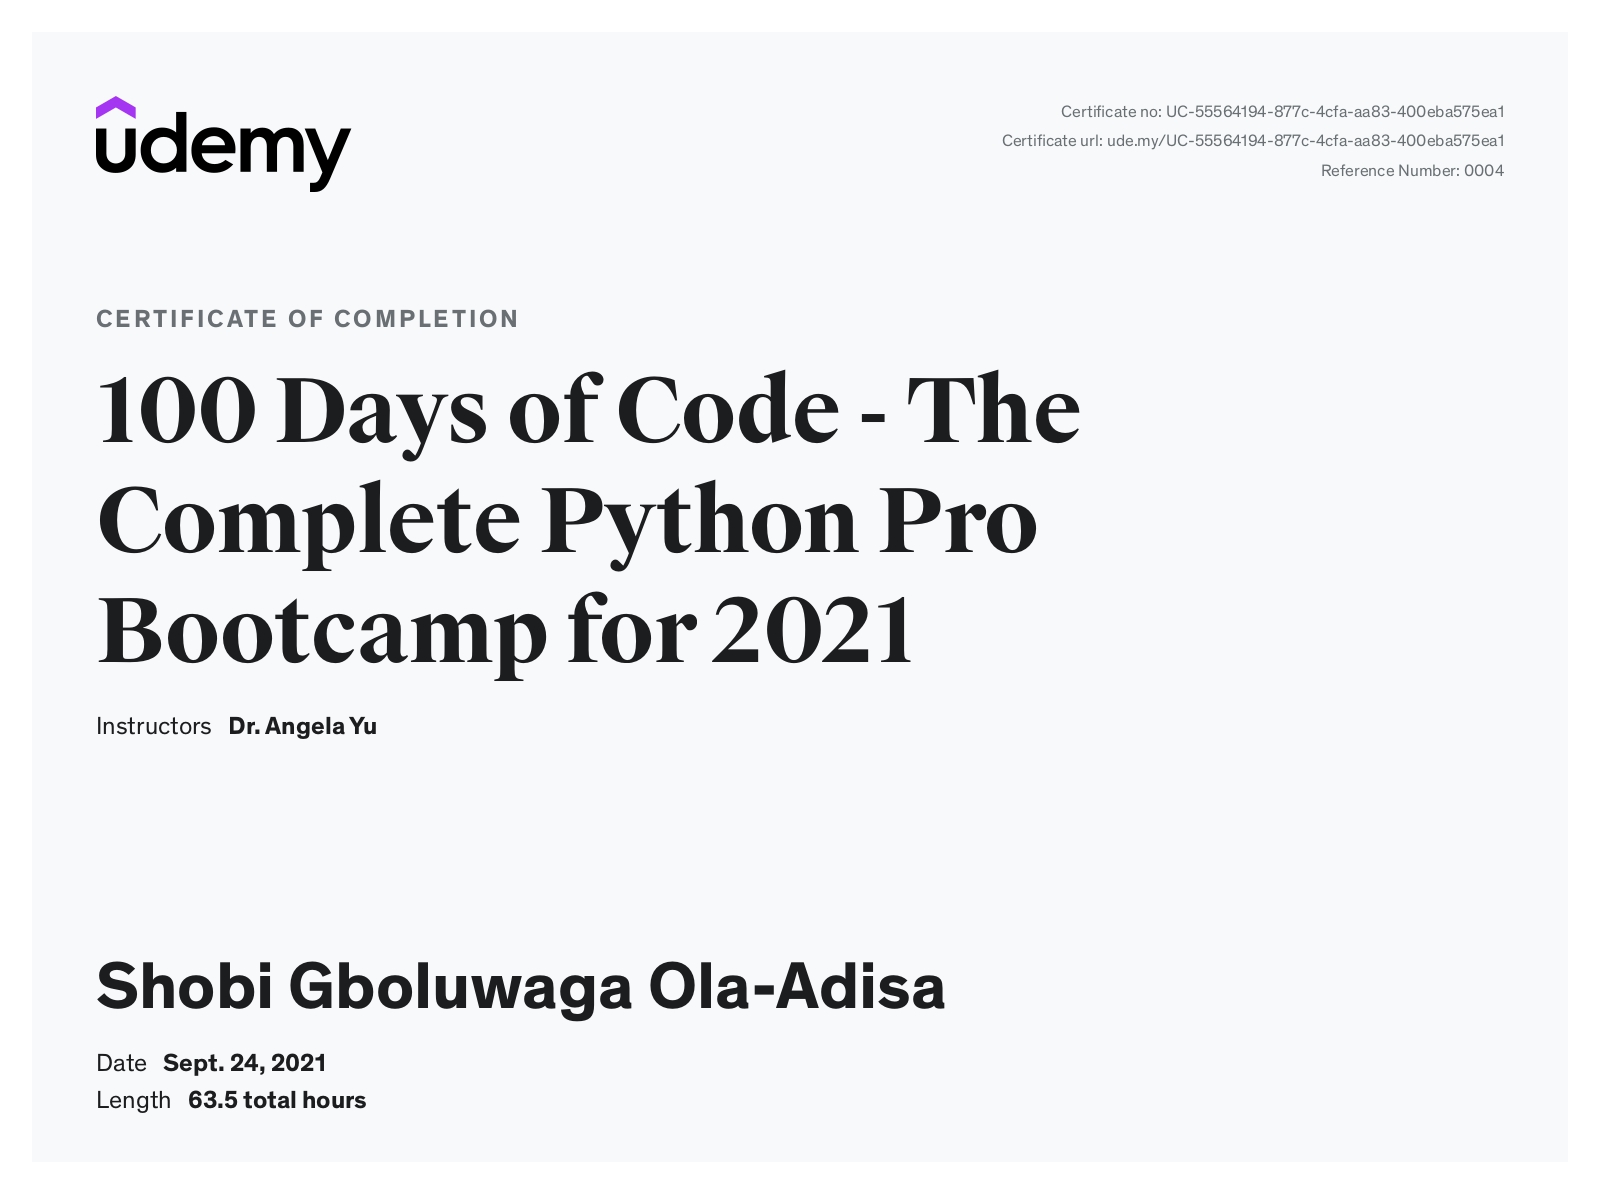 udemy
Certificate no: UC-55564194-877c-4cfa-aa83-400eba575ea1
Certificate url: ude.my/UC-55564194-877c-4cfa-aa83-400eba575ea1
Reference Number: 0004
CERTIFICATE OF COMPLETION
100 Days of Code - The
Complete Python Pro
Bootcamp for 2021
Instructors Dr. Angela Yu
Shobi Gboluwaga Ola-Adisa
Date Sept. 24, 2021
Length 63.5 total hours